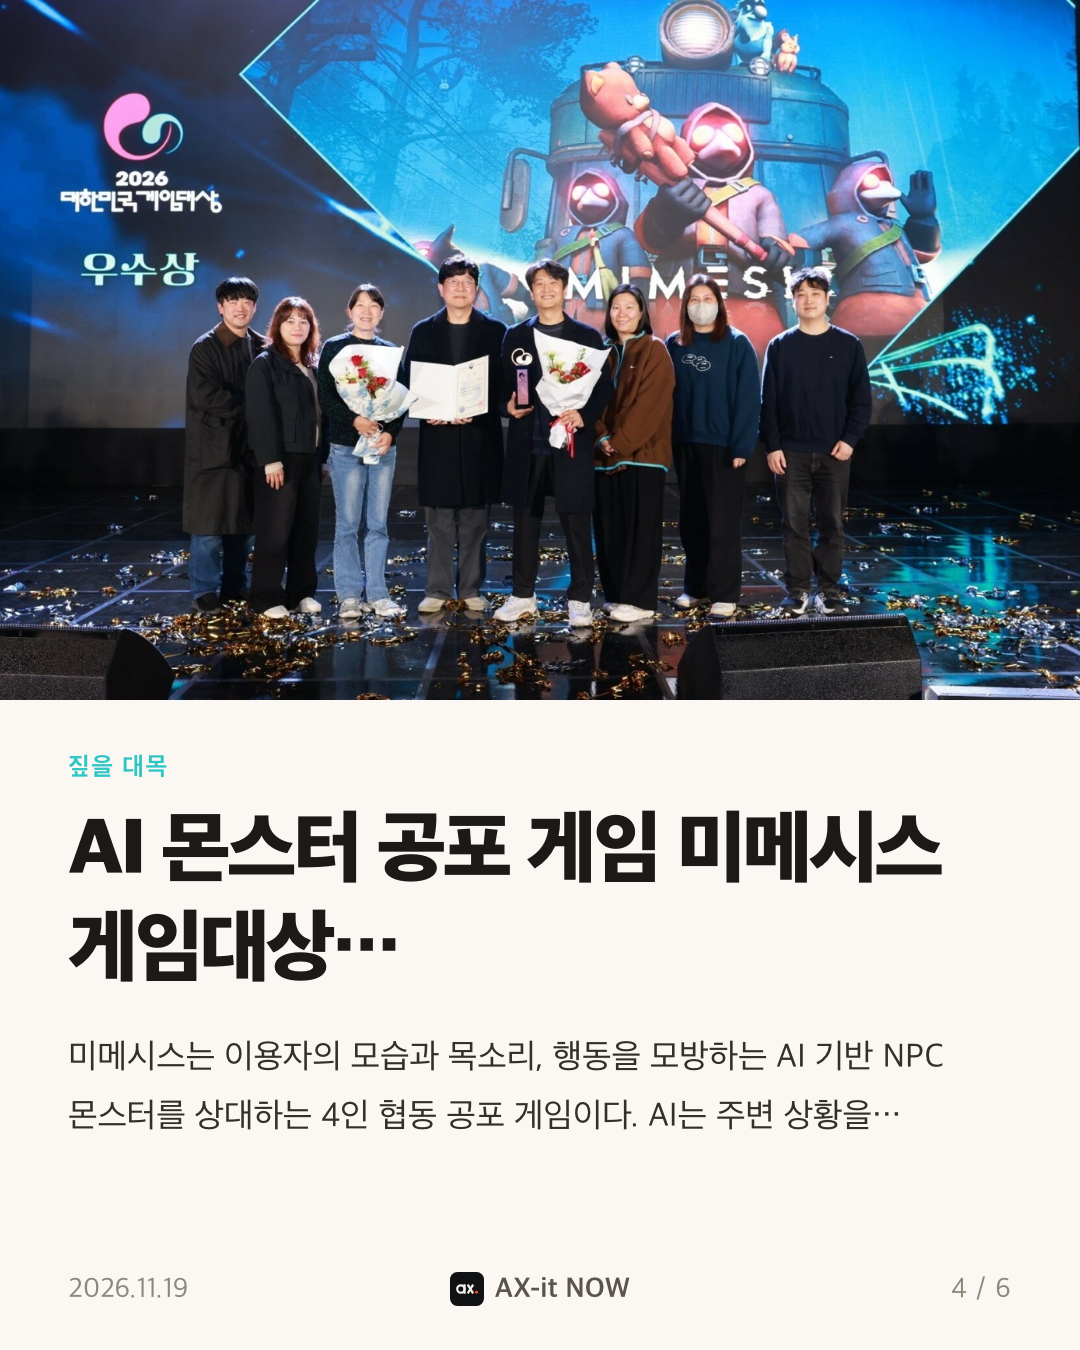 2026
대한민국 게임대상
우수상
MIMESI
짚을 대목
AI 몬스터 공포 게임 미메시스
게임대상…
미메시스는 이용자의 모습과 목소리, 행동을 모방하는 AI 기반 NPC
몬스터를 상대하는 4인 협동 공포 게임이다. AI는 주변 상황을…
2026.11.19
ax. AX-it NOW
4 / 6